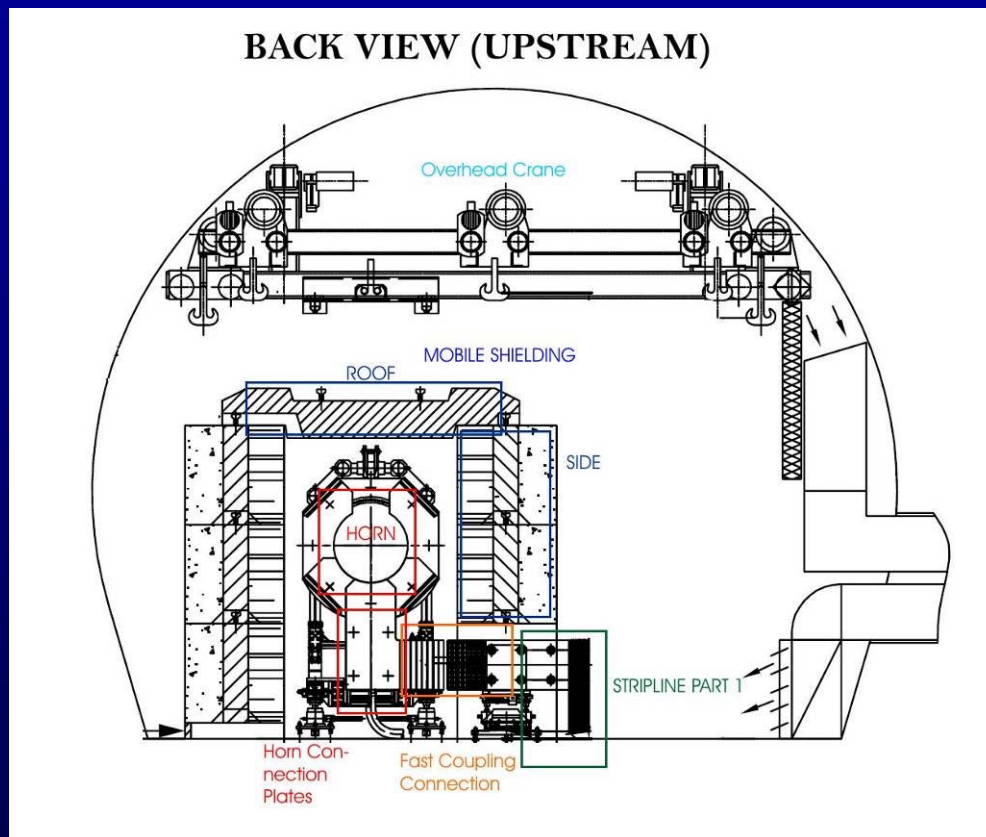 BACK VIEW (UPSTREAM)
Overhead Crane
MOBILE SHIELDING
ROOF
SIDE
HORN
STRIPLINE PART 1
Horn Con-
nection
Plates
Fast Coupling
Connection